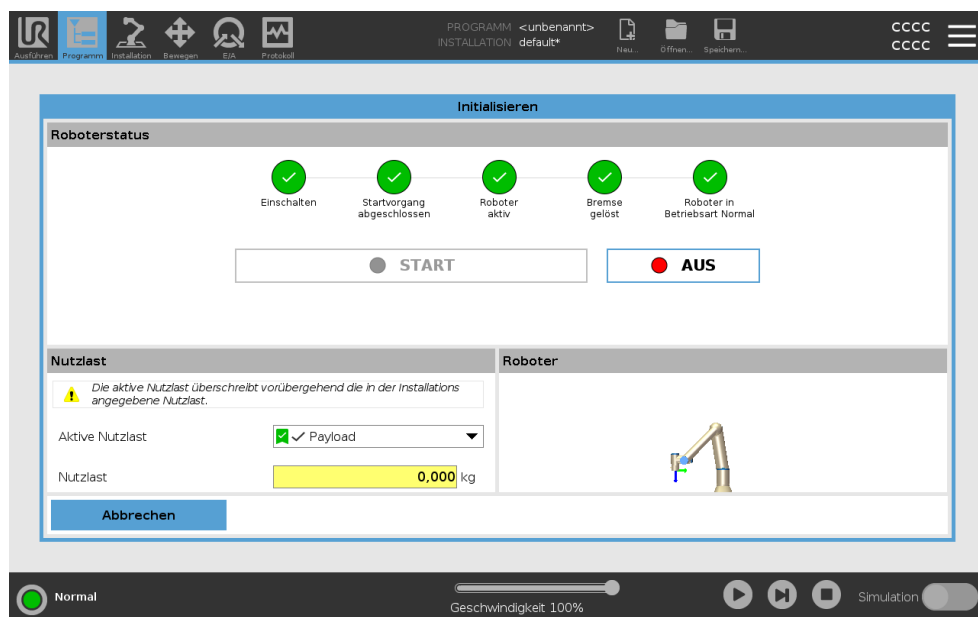 UR
PROGRAMM <unbenannt>
CCCC
INSTALLATION default*
CCCC
Ausführen Programm Installation Bewegen E/A Protokoll
Neu... Öffnen... Speichern...
Initialisieren
Roboterstatus
Einschalten
Startvorgang
abgeschlossen
Roboter
aktiv
Bremse
gelöst
Roboter in
Betriebsart Normal
START
AUS
Nutzlast
Roboter
Die aktive Nutzlast überschreibt vorübergehend die in der Installations
angegebene Nutzlast.
Aktive Nutzlast
Payload
Nutzlast
0,000 kg
Abbrechen
Normal
Geschwindigkeit 100%
Simulation